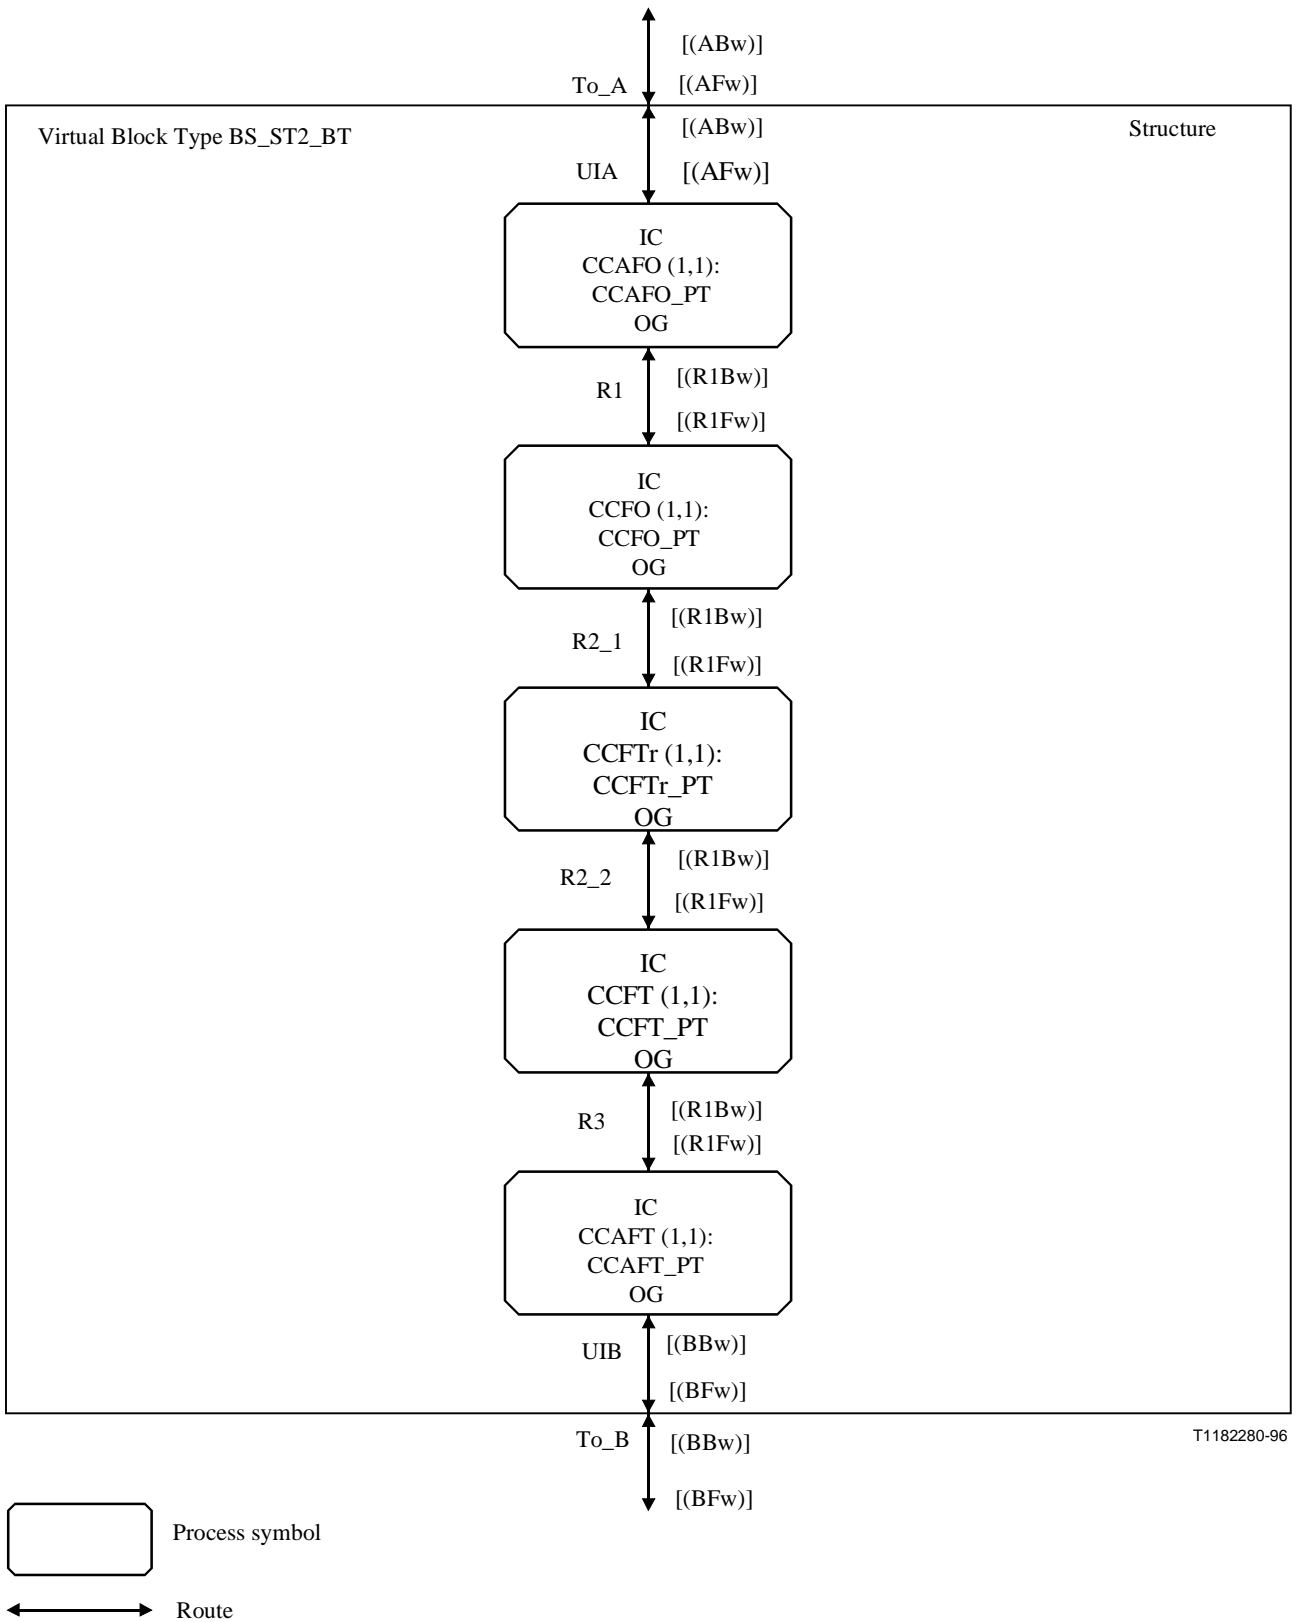 [(ABw)]
To_A [(AFw)]
Virtual Block Type BS_ST2_BT [(ABw)] Structure
UIA [(AFw)]
IC
CCAFO (1,1):
CCAFO_PT
OG
[(R1Bw)]
R1
[(R1Fw)]
IC
CCFO (1,1):
CCFO_PT
OG
[(R1Bw)]
R2_1
[(R1Fw)]
IC
CCFTr (1,1):
CCFTr_PT
OG
[(R1Bw)]
R2_2
[(R1Fw)]
IC
CCFT (1,1):
CCFT_PT
OG
[(R1Bw)]
R3
[(R1Fw)]
IC
CCAFT (1,1):
CCAFT_PT
OG
UIB [(BBw)]
[(BFw)]
To_B [(BBw)]
T1182280-96
[(BFw)]
Process symbol
Route